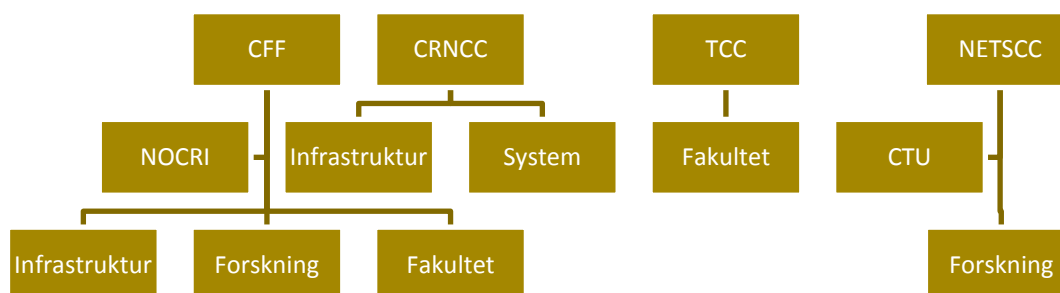 CFF
CRNCC
TCC
NETSCC
NOCRI
Infrastruktur
System
Fakultet
CTU
Infrastruktur
Forskning
Fakultet
Forskning